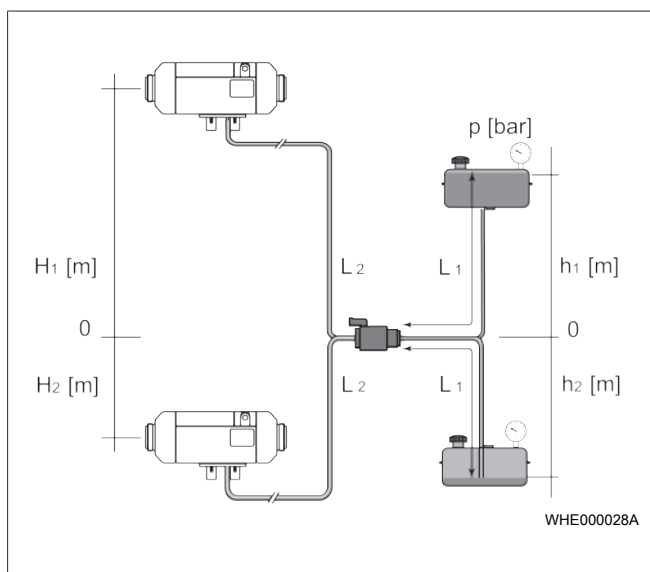 p [bar]
H1 [m]
L 2
L 1
h1 [m]
0
0
H2 [m]
L 2
L 1
h2 [m]
WHE000028A